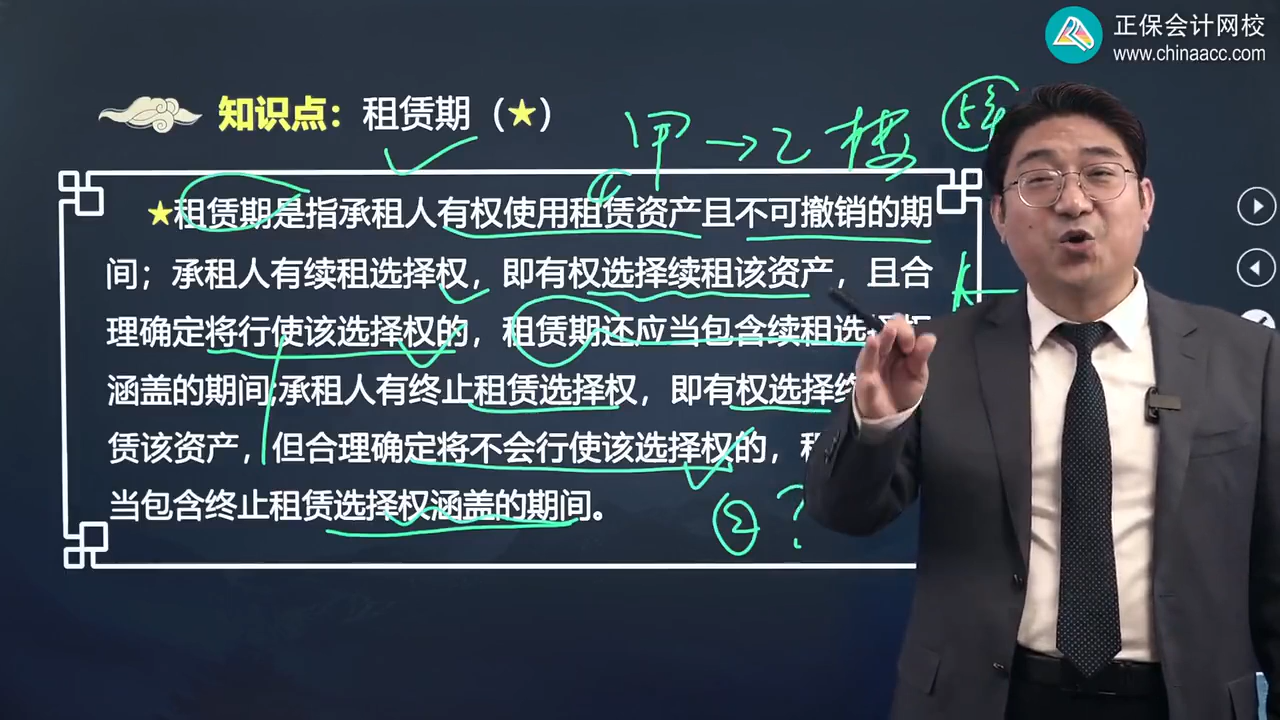 正保会计网校
www.chinaacc.com
知识点：租赁期（★）
甲→乙 楼 5年
★租赁期是指承租人有权使用租赁资产且不可撤销的期
间；承租人有续租选择权，即有权选择续租该资产，且合
理确定将行使该选择权的，租赁期还应当包含续租选择权
涵盖的期间;承租人有终止租赁选择权，即有权选择
赁该资产，但合理确定将不会行使该选择权的，
当包含终止租赁选择权涵盖的期间。
② ？